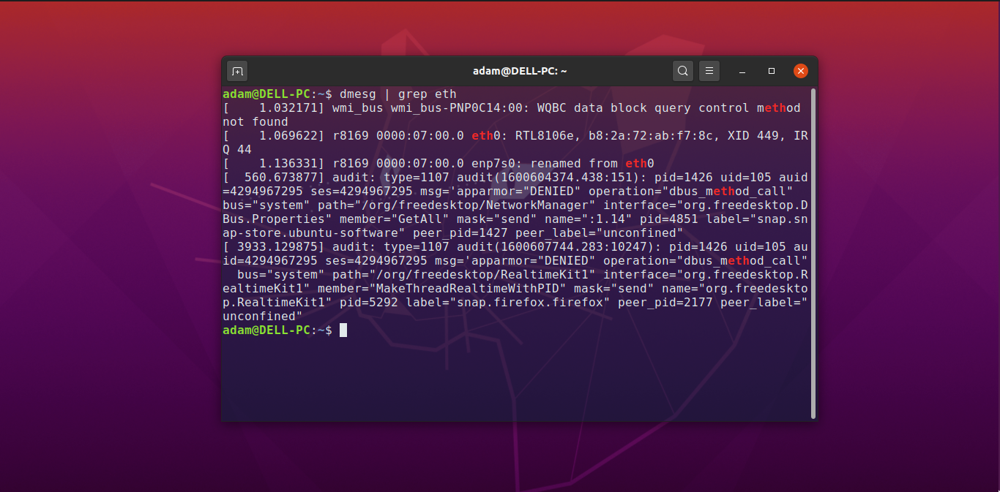 adam@DELL-PC: ~
adam@DELL-PC:~$ dmesg | grep eth
[    1.032171] wmi_bus wmi_bus-PNP0C14:00: WQBC data block query control method
not found
[    1.069622] r8169 0000:07:00.0 eth0: RTL8106e, b8:2a:72:ab:f7:8c, XID 449, IR
Q 44
[    1.136331] r8169 0000:07:00.0 enp7s0: renamed from eth0
[  560.673877] audit: type=1107 audit(1600604374.438:151): pid=1426 uid=105 auid
=4294967295 ses=4294967295 msg='apparmor="DENIED" operation="dbus_method_call"
bus="system" path="/org/freedesktop/NetworkManager" interface="org.freedesktop.D
Bus.Properties" member="GetAll" mask="send" name=":1.14" pid=4851 label="snap.sn
ap-store.ubuntu-software" peer_pid=1427 peer_label="unconfined"
[ 3933.129875] audit: type=1107 audit(1600607744.283:10247): pid=1426 uid=105 au
id=4294967295 ses=4294967295 msg='apparmor="DENIED" operation="dbus_method_call"
  bus="system" path="/org/freedesktop/RealtimeKit1" interface="org.freedesktop.R
ealtimeKit1" member="MakeThreadRealtimeWithPID" mask="send" name="org.freedeskto
p.RealtimeKit1" pid=5292 label="snap.firefox.firefox" peer_pid=2177 peer_label="
unconfined"
adam@DELL-PC:~$